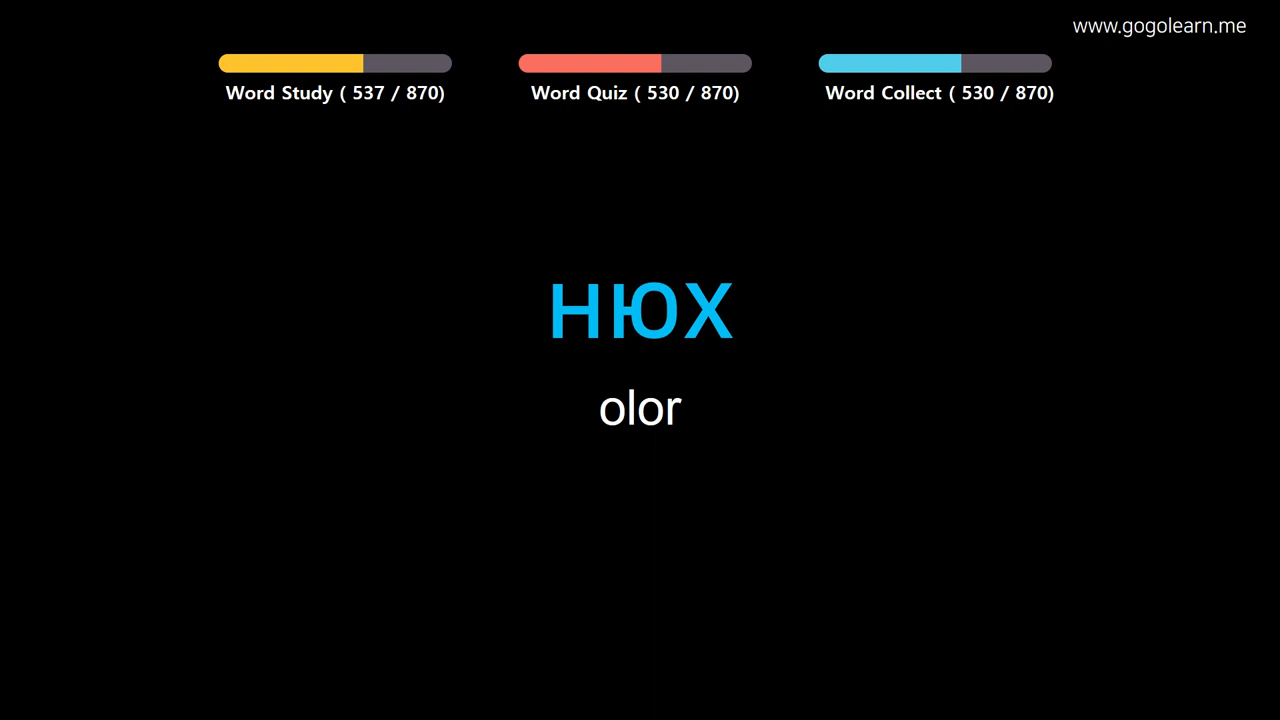 www.gogolearn.me
Word Study ( 537 / 870)
Word Quiz ( 530 / 870)
Word Collect ( 530 / 870)
нюх
olor